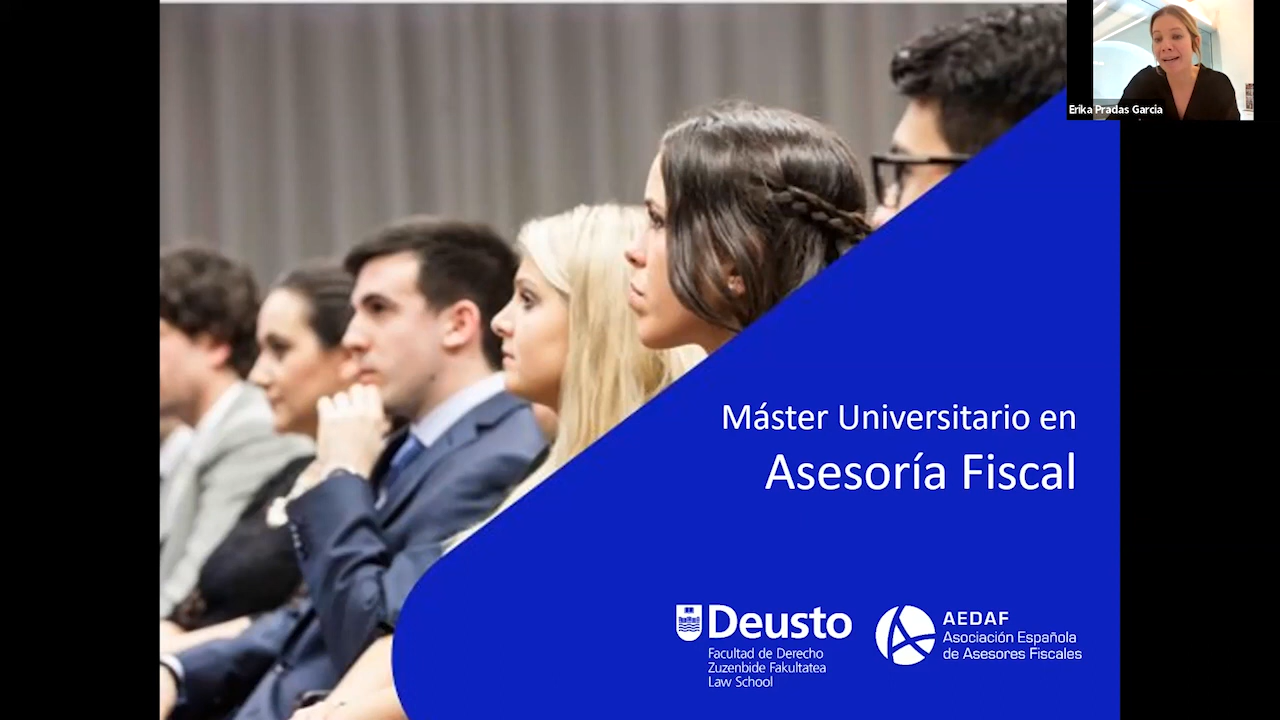 Erika Pradas Garcia
Máster Universitario en
Asesoría Fiscal
Deusto
Facultad de Derecho
Zuzenbide Fakultatea
Law School
AEDAF
Asociación Española
de Asesores Fiscales